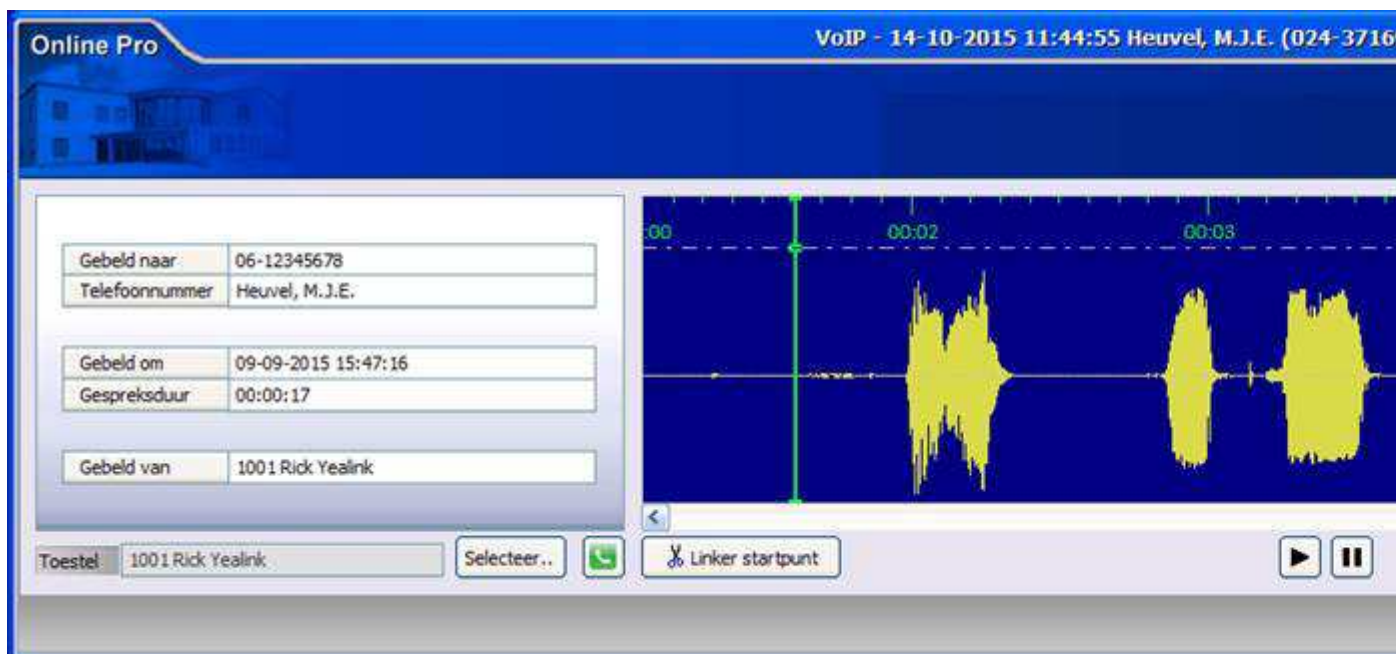 Online Pro
VoIP - 14-10-2015 11:44:55 Heuvel, M.J.E. (024-3716
Gebeld naar 06-12345678
Telefoonnummer Heuvel, M.J.E.
Gebeld om 09-09-2015 15:47:16
Gespreksduur 00:00:17
Gebeld van 1001 Rick Yealink
:00 00:02 00:03
Toestel 1001 Rick Yealink Selecteer.. Linker startpunt